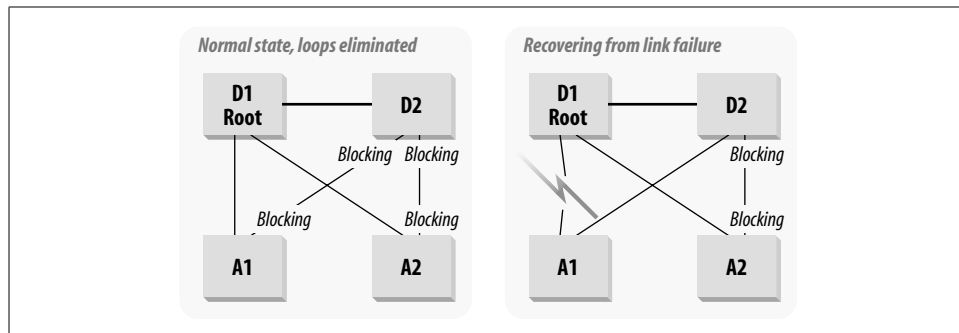 Normal state, loops eliminated
D1
Root
D2
Blocking
Blocking
Blocking
Blocking
A1
A2
Recovering from link failure
D1
Root
D2
Blocking
Blocking
A1
A2